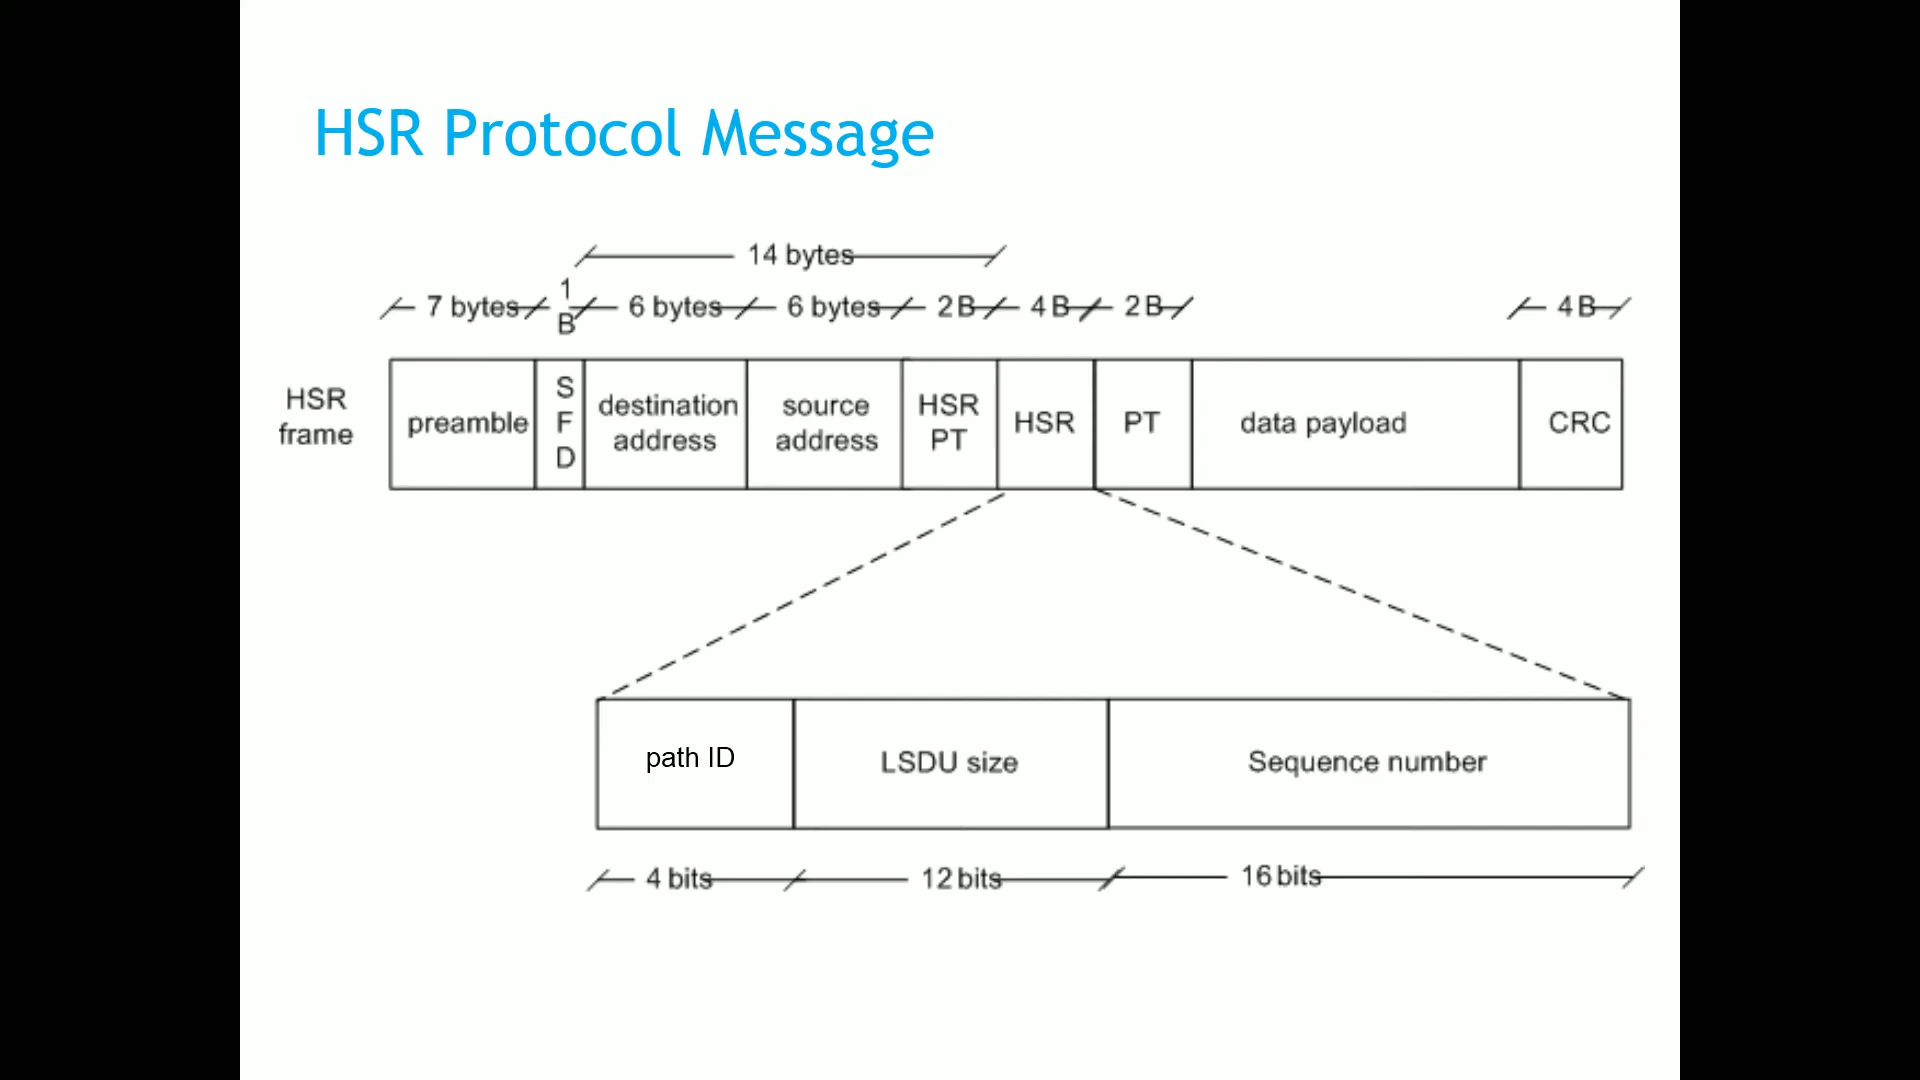 HSR Protocol Message
14 bytes
7 bytes 1 B 6 bytes 6 bytes 2 B 4 B 2 B 4 B
HSR frame
preamble
S F D
destination address
source address
HSR PT
HSR
PT
data payload
CRC
path ID
LSDU size
Sequence number
4 bits 12 bits 16 bits